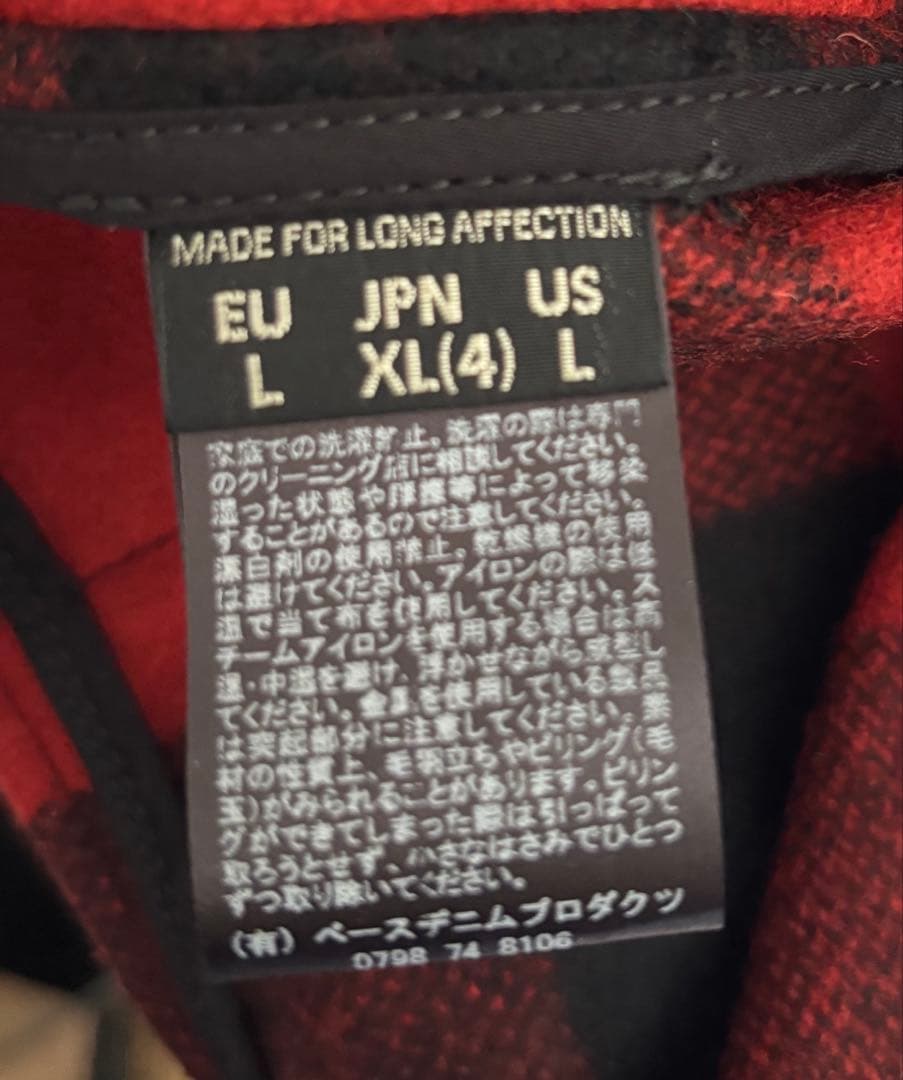 MADE FOR LONG AFFECTION
EU JPN US
L XL(4) L
家庭での洗濯禁止。洗濯の際は専門
のクリーニング店に相談してください。
湿った状態や摩擦等によって移染
することがあるので注意してください。
漂白剤の使用禁止。乾燥機の使用
は避けてください。アイロンの際は低
温で当て布を使用してください。ス
チームアイロンを使用する場合は高
温・中温を避け、浮かせながら成型し
てください。金具を使用している製品
は突起部分に注意してください。素
材の性質上、毛羽立ちやピリング(毛
玉)がみられることがあります。ピリン
グができてしまった際は引っぱって
取ろうとせず、小さなはさみでひとつ
ずつ取り除いてください。
(有) ベースデニムプロダクツ
0798 74 8106